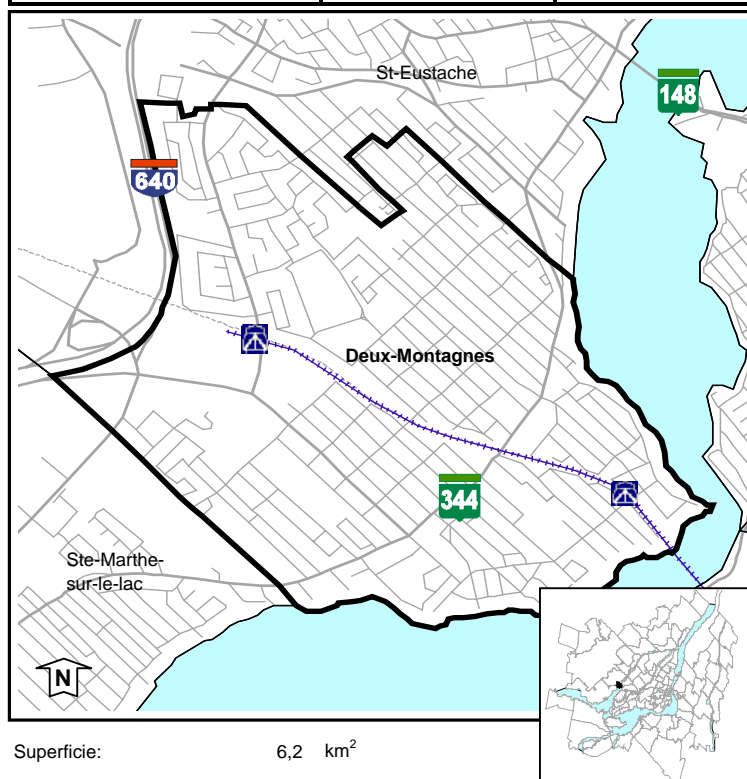 St-Eustache
148
640
Deux-Montagnes
344
Ste-Marthe-
sur-le-lac
N
Superficie: 6,2 km²